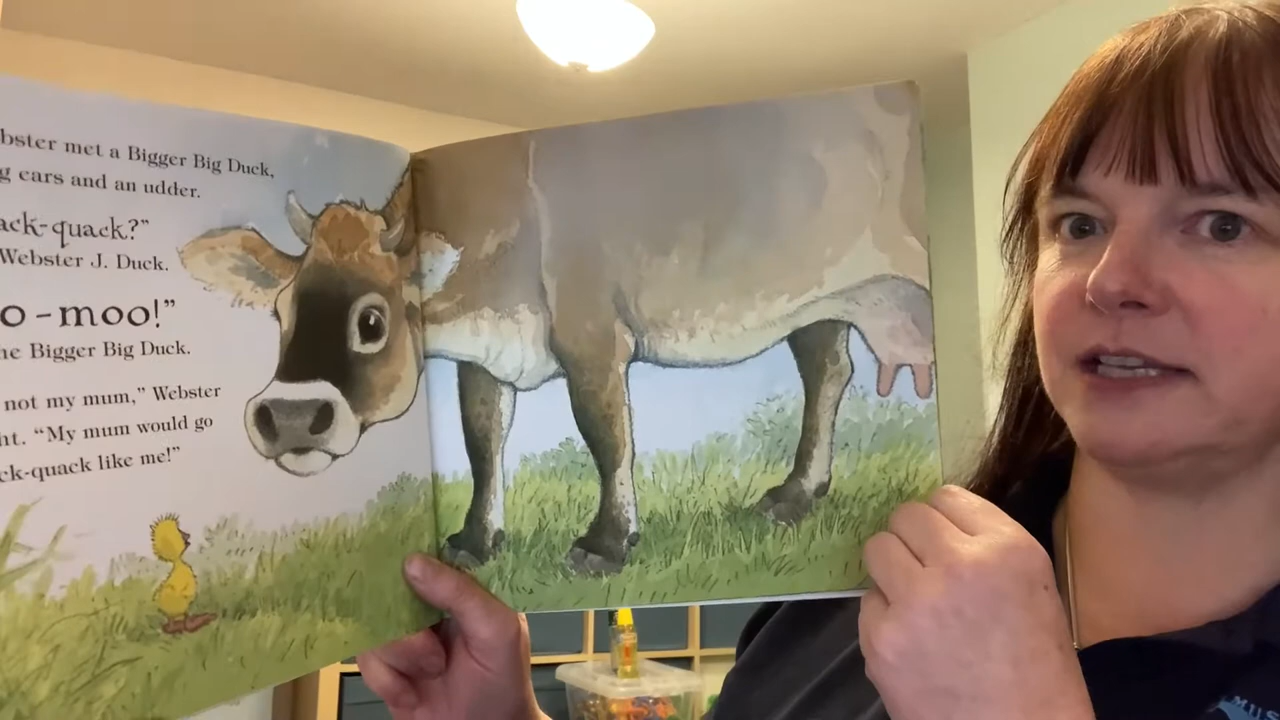 bster met a Bigger Big Duck,
g ears and an udder.
ack-quack?"
Webster J. Duck.
o-moo!"
he Bigger Big Duck.
not my mum," Webster
ht. "My mum would go
ck-quack like me!"
MUS